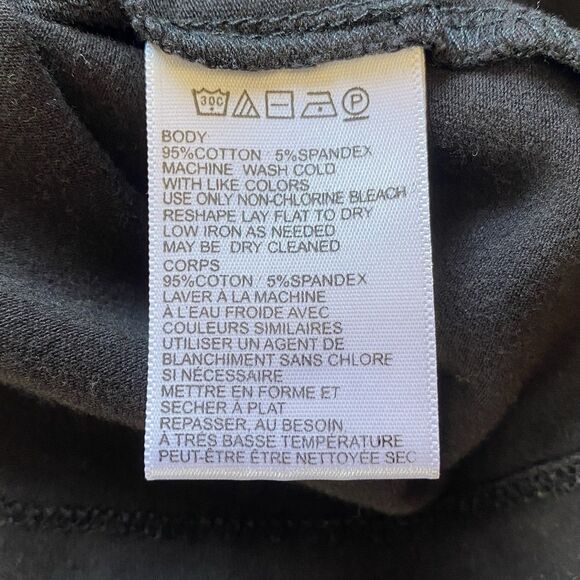 30C P
BODY
95%COTTON 5%SPANDEX
MACHINE WASH COLD
WITH LIKE COLORS
USE ONLY NON-CHLORINE BLEACH
RESHAPE LAY FLAT TO DRY
LOW IRON AS NEEDED
MAY BE DRY CLEANED
CORPS
95%COTON / 5%SPANDEX
LAVER À LA MACHINE
À L'EAU FROIDE AVEC
COULEURS SIMILAIRES
UTILISER UN AGENT DE
BLANCHIMENT SANS CHLORE
SI NÉCESSAIRE
METTRE EN FORME ET
SECHER À PLAT
REPASSER, AU BESOIN
À TRÈS BASSE TEMPÉRATURE
PEUT-ÊTRE ÊTRE NETTOYÉE SEC